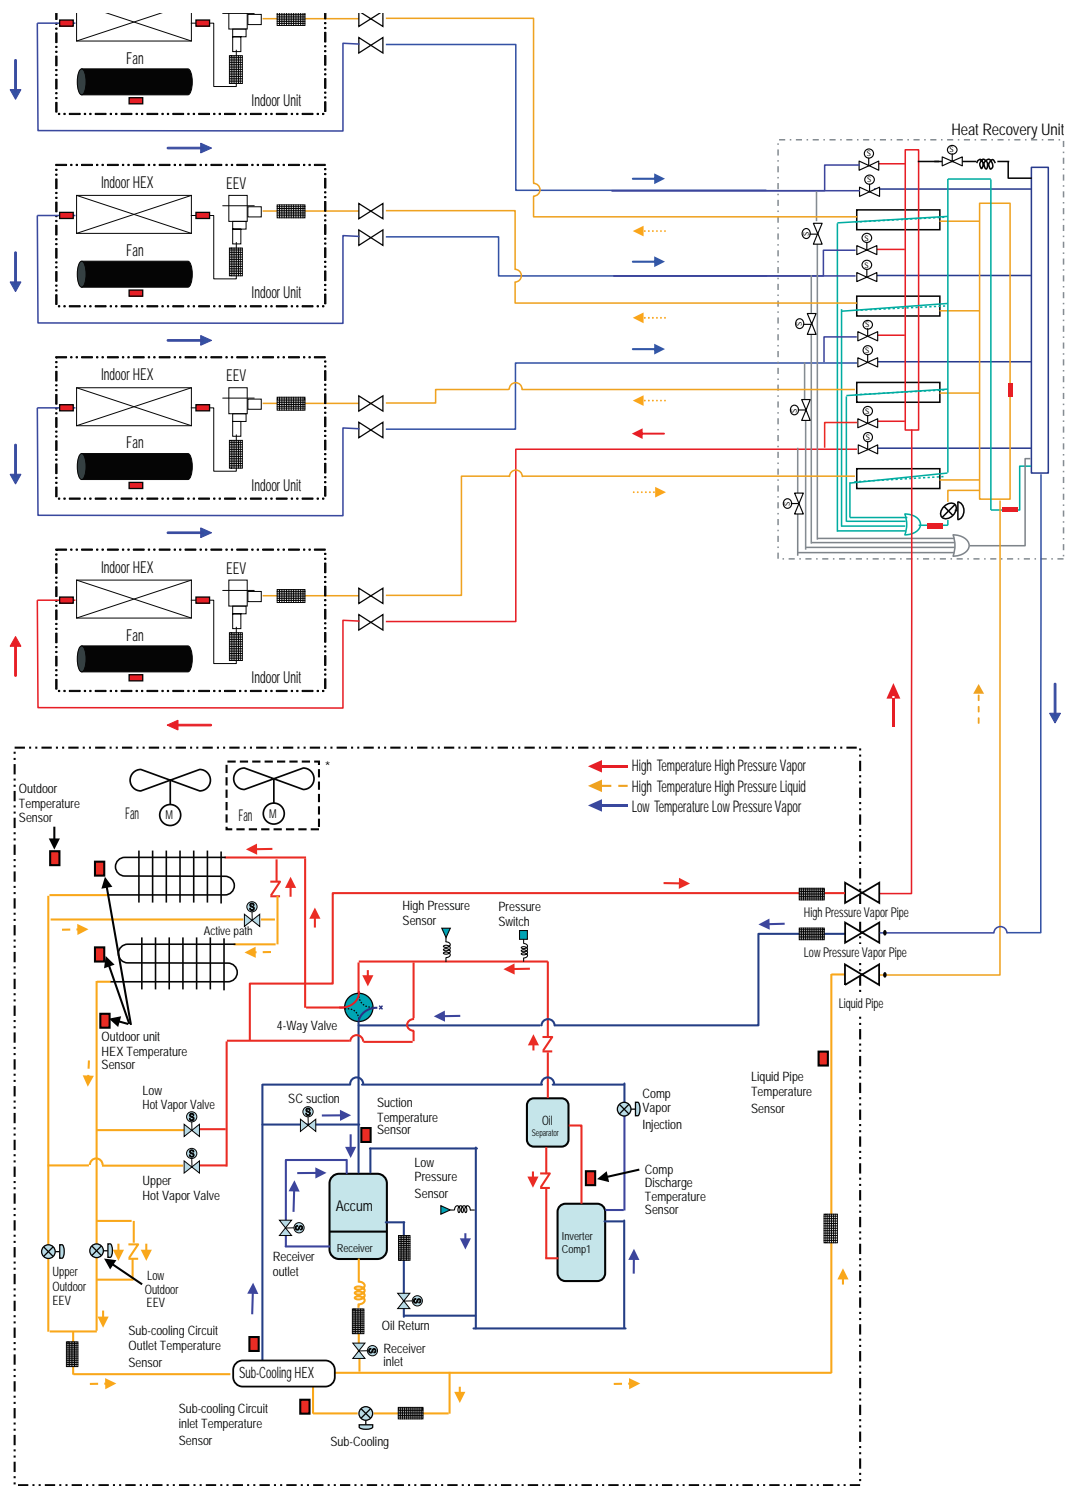 Fan
Indoor Unit
Heat Recovery Unit
S
S
Indoor HEX
EEV
Fan
Indoor Unit
S
S
S
S
Indoor HEX
EEV
Fan
Indoor Unit
S
S
S
S
S
S
S
Indoor HEX
EEV
Fan
Indoor Unit
High Temperature High Pressure Vapor
High Temperature High Pressure Liquid
Low Temperature Low Pressure Vapor
Outdoor
Temperature
Sensor
Fan
M
Fan
M
*
High Pressure
Sensor
Pressure
Switch
High Pressure Vapor Pipe
S
Active path
Low Pressure Vapor Pipe
Liquid Pipe
4-Way Valve
Outdoor unit
HEX Temperature
Sensor
Low
Hot Vapor Valve
S
SC suction
S
Suction
Temperature
Sensor
Oil
Separator
Comp
Vapor
Injection
Liquid Pipe
Temperature
Sensor
S
Upper
Hot Vapor Valve
Low
Pressure
Sensor
Comp
Discharge
Temperature
Sensor
Accum
Receiver
S
Receiver
outlet
Inverter
Comp1
Upper
Outdoor
EEV
Low
Outdoor
EEV
S
Oil Return
Sub-cooling Circuit
Outlet Temperature
Sensor
S
Receiver
inlet
Sub-Cooling HEX
Sub-cooling Circuit
inlet Temperature
Sensor
Sub-Cooling